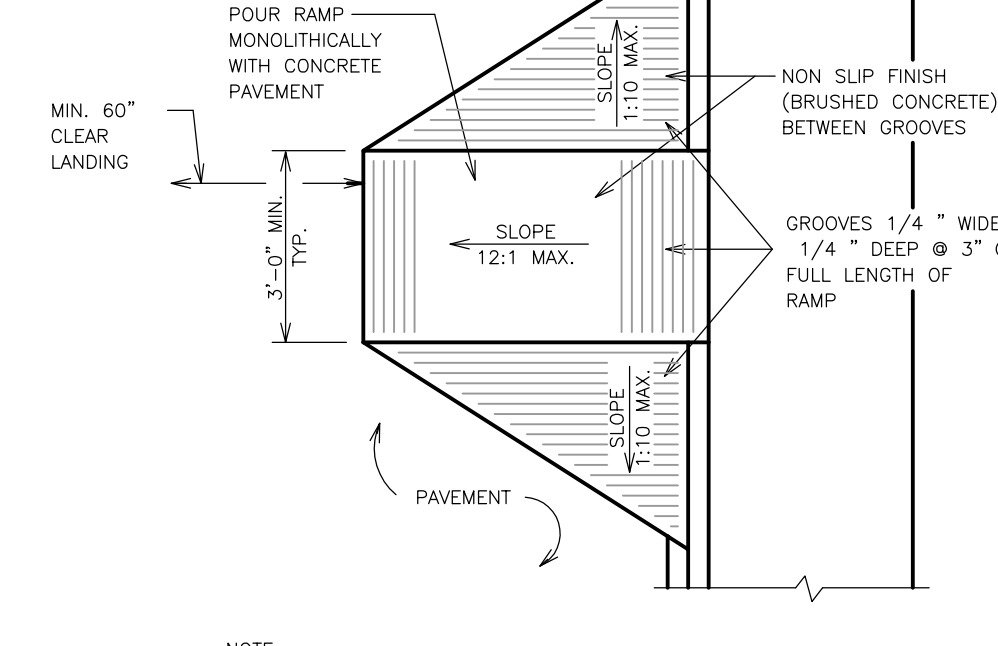 POUR RAMP
MONOLITHICALLY
WITH CONCRETE
PAVEMENT
MIN. 60"
CLEAR
LANDING
SLOPE
1:10 MAX.
NON SLIP FINISH
(BRUSHED CONCRETE)
BETWEEN GROOVES
3'-0" MIN.
TYP.
SLOPE
12:1 MAX.
GROOVES 1/4 " WIDE
1/4 " DEEP @ 3"
FULL LENGTH OF
RAMP
SLOPE
1:10 MAX.
PAVEMENT
NOTE